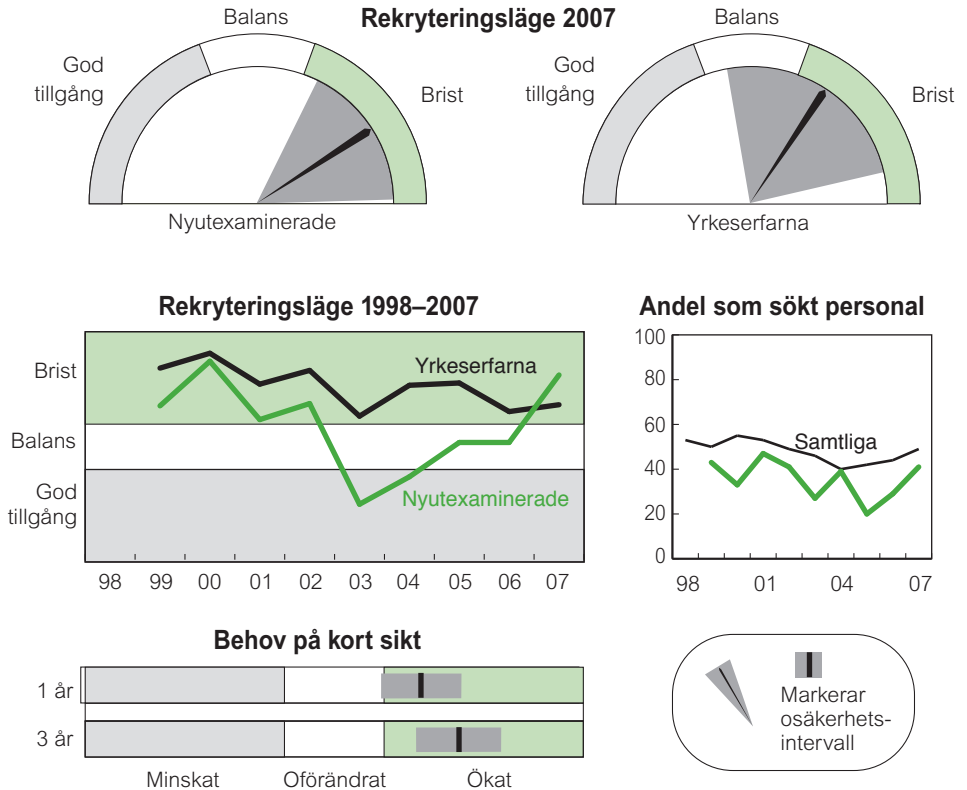 Rekryteringsläge 2007
Balans
God
tillgång
Brist
Nyutexaminerade
Balans
God
tillgång
Brist
Yrkeserfarna
Rekryteringsläge 1998–2007
Brist
Balans
God
tillgång
Yrkeserfarna
Nyutexaminerade
98 99 00 01 02 03 04 05 06 07
Andel som sökt personal
100
80
60
40
20
0
Samtliga
98 01 04 07
Behov på kort sikt
1 år
3 år
Minskat Oförändrat Ökat
Markerar
osäkerhets-
intervall